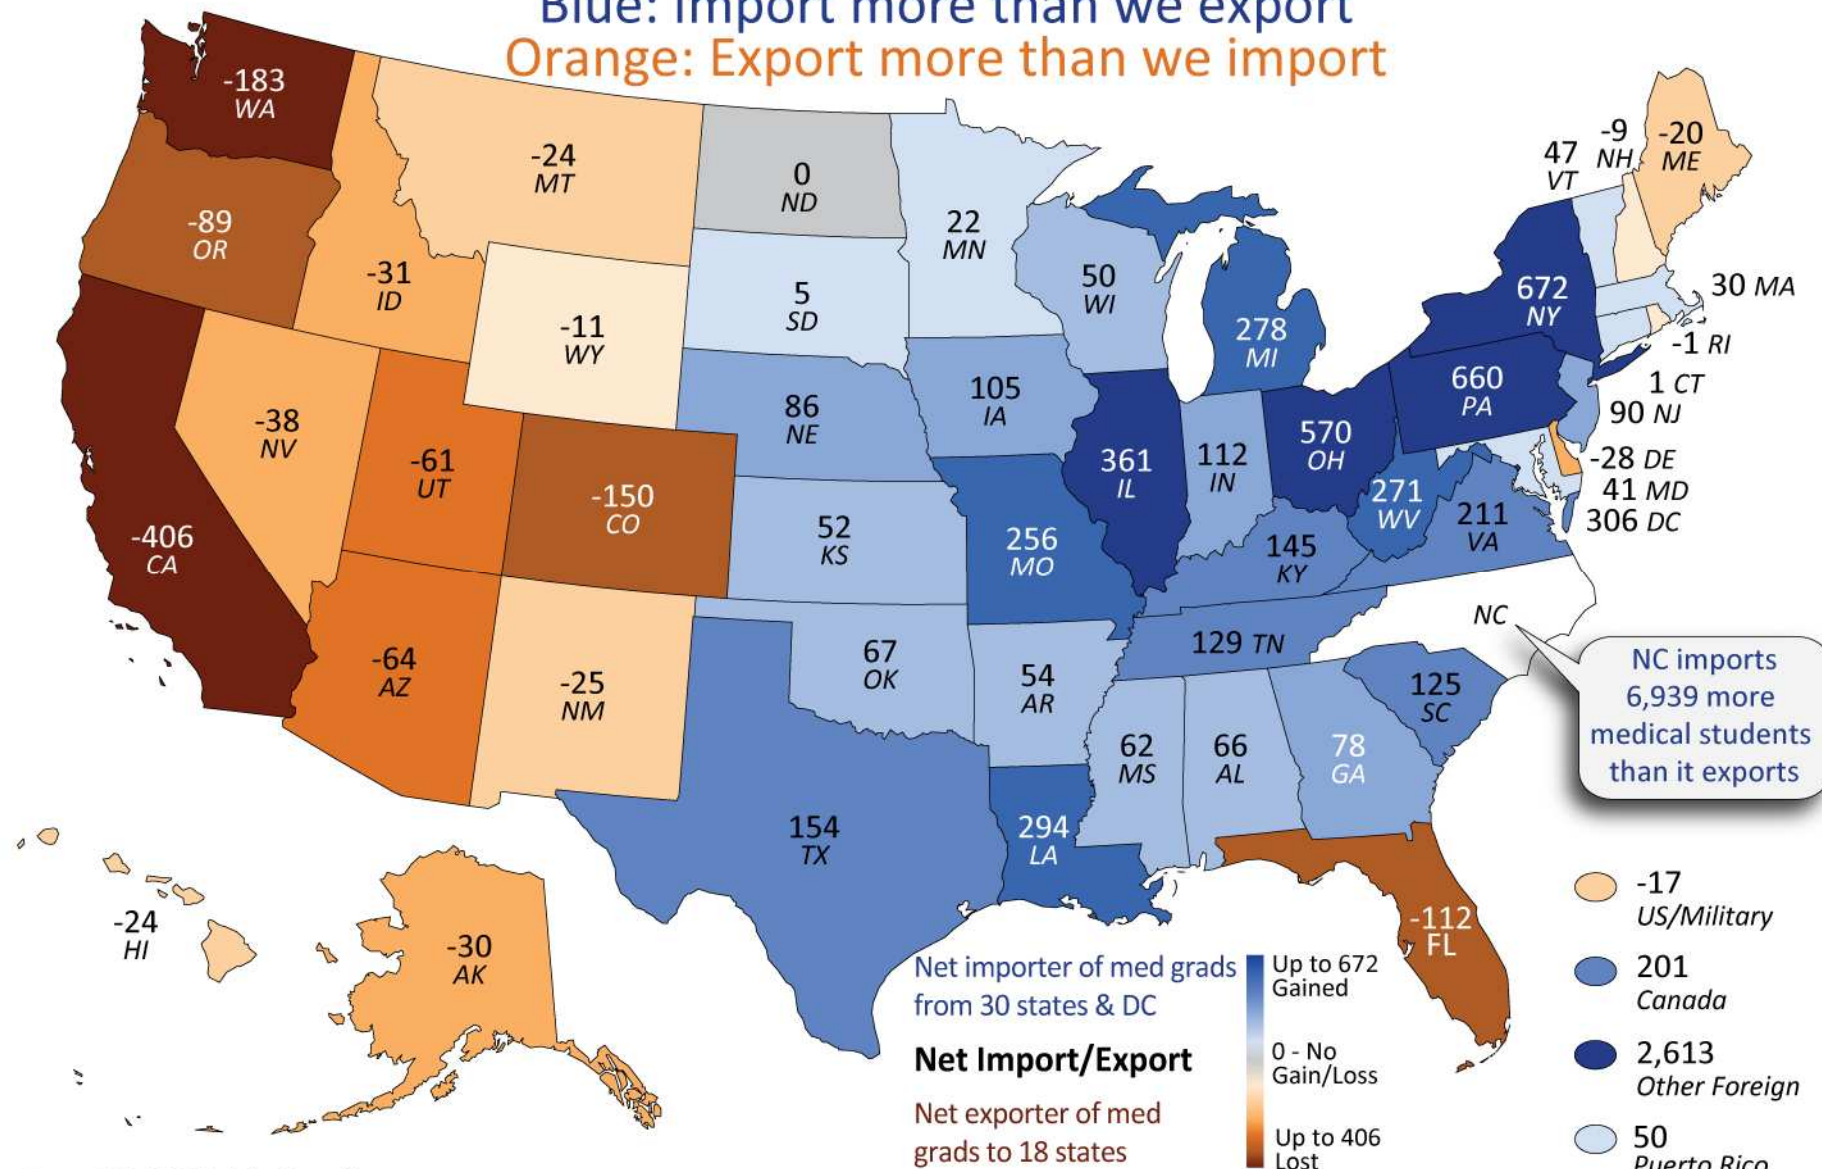 Blue: Import more than we export
Orange: Export more than we import
-183
WA
-24
MT
0
ND
22
MN
47
VT
-9
NH
-20
ME
-89
OR
-31
ID
-11
WY
5
SD
50
WI
278
MI
672
NY
30 MA
-1 RI
1 CT
90 NJ
-28 DE
41 MD
306 DC
-38
NV
-61
UT
-150
CO
86
NE
105
IA
361
IL
112
IN
570
OH
660
PA
-406
CA
52
KS
256
MO
145
KY
271
WV
211
VA
NC
-64
AZ
-25
NM
67
OK
54
AR
129 TN
125
SC
NC imports
6,939 more
medical students
than it exports
62
MS
66
AL
78
GA
154
TX
294
LA
-112
FL
-24
HI
-30
AK
Net importer of med grads
from 30 states & DC
Net Import/Export
Net exporter of med
grads to 18 states
Up to 672
Gained
0 - No
Gain/Loss
Up to 406
Lost
-17
US/Military
201
Canada
2,613
Other Foreign
50
Puerto Rico